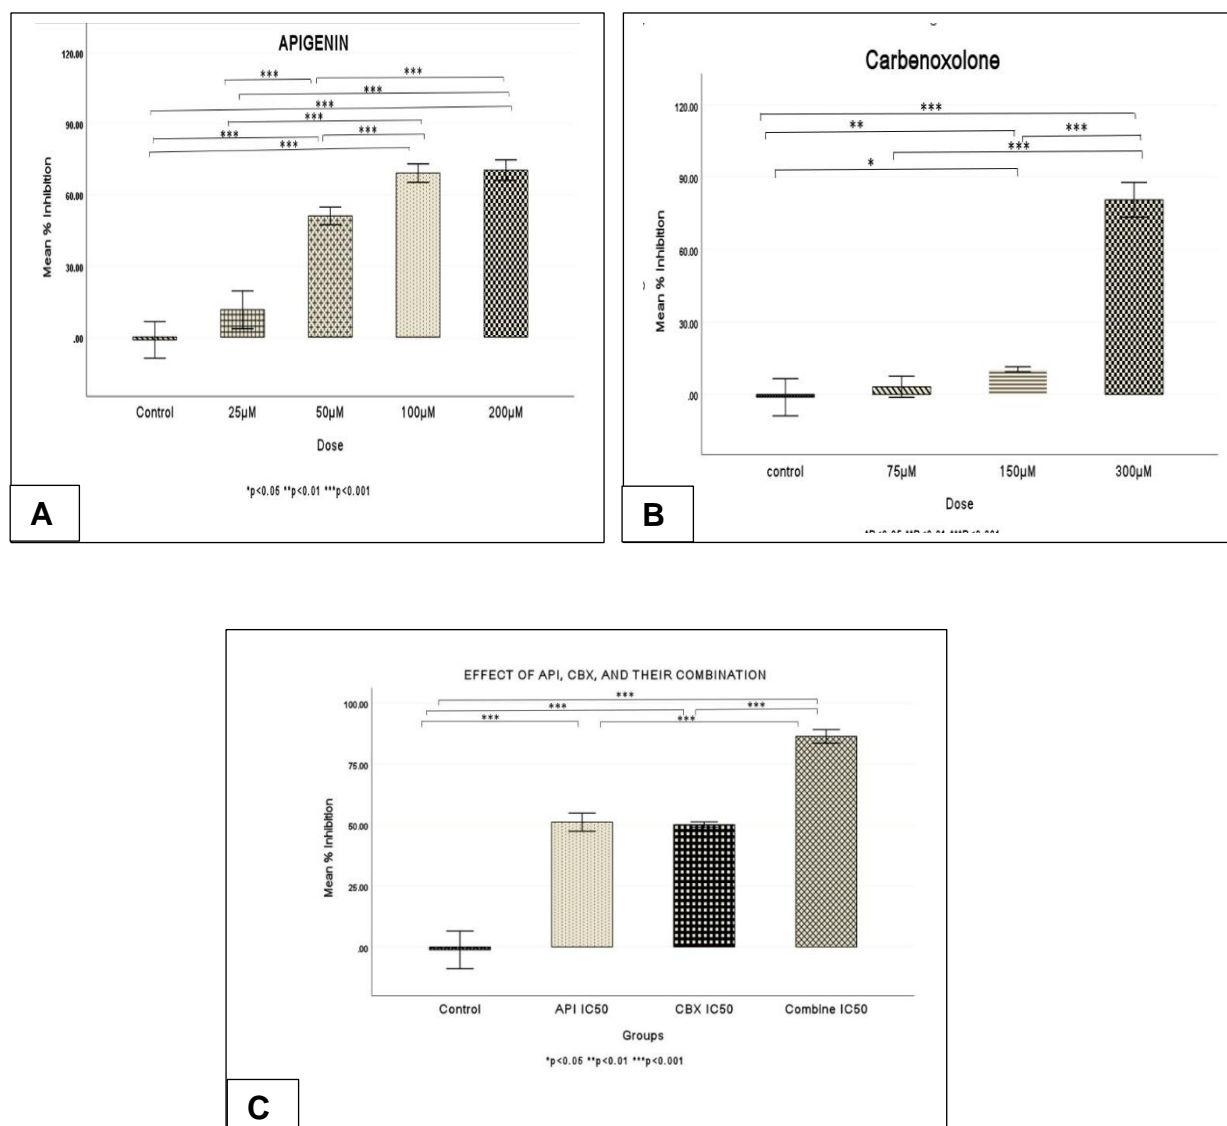 APIGENIN
120.00
***
***
***
***
90.00
***
***
***
***
60.00
30.00
.00
Mean % Inhibition
Control 25µM 50µM 100µM 200µM
Dose
*p<0.05 **p<0.01 ***p<0.001
A
Carbenoxolone
120.00
***
**
***
***
*
90.00
60.00
30.00
.00
Mean % Inhibition
control 75µM 150µM 300µM
Dose
B
EFFECT OF API, CBX, AND THEIR COMBINATION
100.00
***
***
***
***
***
75.00
50.00
25.00
.00
Mean % Inhibition
Control API IC50 CBX IC50 Combine IC50
Groups
*p<0.05 **p<0.01 ***p<0.001
C